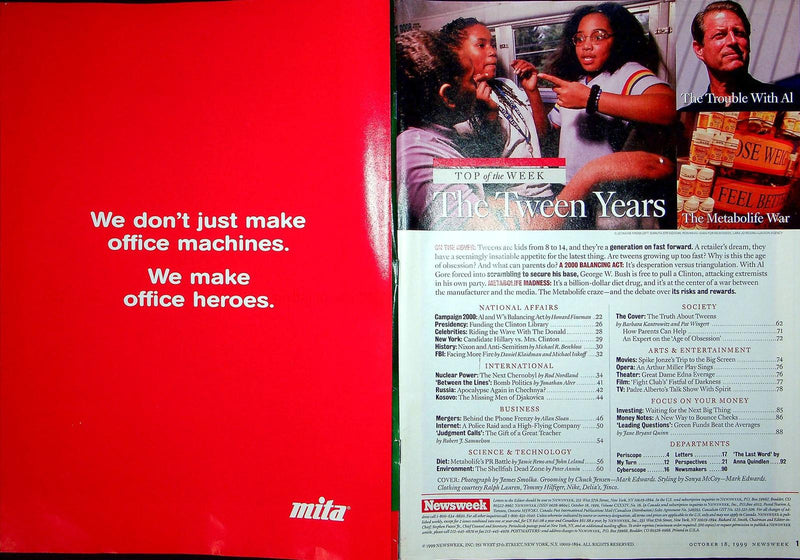 We don't just make
office machines.
We make
office heroes.
mita
The Trouble With Al
LOSE WEIGHT
FEEL BETTER
The Metabolife War
TOP of the WEEK
The Tween Years
ON THE COVER: Tweens are kids from 8 to 14, and they're a generation on fast forward. A retailer's dream, they
have a seemingly insatiable appetite for the latest thing. Are tweens growing up too fast? Why is this the age
of obsession? And what can parents do? A 2000 BALANCING ACT: It's desperation versus triangulation. With Al
Gore forced into scrambling to secure his base, George W. Bush is free to pull a Clinton, attacking extremists
in his own party. METABOLIFE MADNESS: It's a billion-dollar diet drug, and it's at the center of a war between
the manufacturer and the media. The Metabolife craze—and the debate over its risks and rewards.
NATIONAL AFFAIRS
Campaign 2000: Al and W's Balancing Act by Howard Fineman ..22
Presidency: Funding the Clinton Library ..26
Celebrities: Riding the Wave With The Donald ..28
New York: Candidate Hillary vs. Mrs. Clinton ..29
History: Nixon and Anti-Semitism by Michael R. Beschloss ..30
FBI: Facing More Fire by Daniel Klaidman and Michael Isikoff ..32
INTERNATIONAL
Nuclear Power: The Next Chernobyl by Rod Nordland ..34
'Between the Lines': Bomb Politics by Jonathan Alter ..41
Russia: Apocalypse Again in Chechnya? ..42
Kosovo: The Missing Men of Djakovica ..44
BUSINESS
Mergers: Behind the Phone Frenzy by Allan Sloan ..46
Internet: A Police Raid and a High-Flying Company ..50
'Judgment Calls': The Gift of a Great Teacher
by Robert J. Samuelson ..54
SCIENCE & TECHNOLOGY
Diet: Metabolife's PR Battle by Jamie Reno and John Leland ..56
Environment: The Shellfish Dead Zone by Peter Annin ..60
SOCIETY
The Cover: The Truth About Tweens
by Barbara Kantrowitz and Pat Wingert ..62
How Parents Can Help ..71
An Expert on the 'Age of Obsession' ..72
ARTS & ENTERTAINMENT
Movies: Spike Jonze's Trip to the Big Screen ..74
Opera: An Arthur Miller Play Sings ..76
Theater: Great Dame Edna Everage ..76
Film: 'Fight Club's' Fistful of Darkness ..77
TV: Padre Alberto's Talk Show With Spirit ..78
FOCUS ON YOUR MONEY
Investing: Waiting for the Next Big Thing ..85
Money Notes: A New Way to Bounce Checks ..86
'Leading Questions': Green Funds Beat the Averages
by Jane Bryant Quinn ..88
DEPARTMENTS
Periscope ..4 Letters ..17 'The Last Word' by
My Turn ..12 Perspectives ..21 Anna Quindlen ..92
Cyberscope ..16 Newsmakers ..90
COVER: Photograph by James Smolka. Grooming by Chuck Jensen—Mark Edwards. Styling by Sonya McCoy—Mark Edwards.
Clothing courtesy Ralph Lauren, Tommy Hilfiger, Nike, Delia's, Jinco.
Newsweek
© 1999 NEWSWEEK, INC: 251 WEST 57th STREET, NEW YORK, N.Y. 10019-1894. ALL RIGHTS RESERVED.
OCTOBER 18, 1999 NEWSWEEK 1